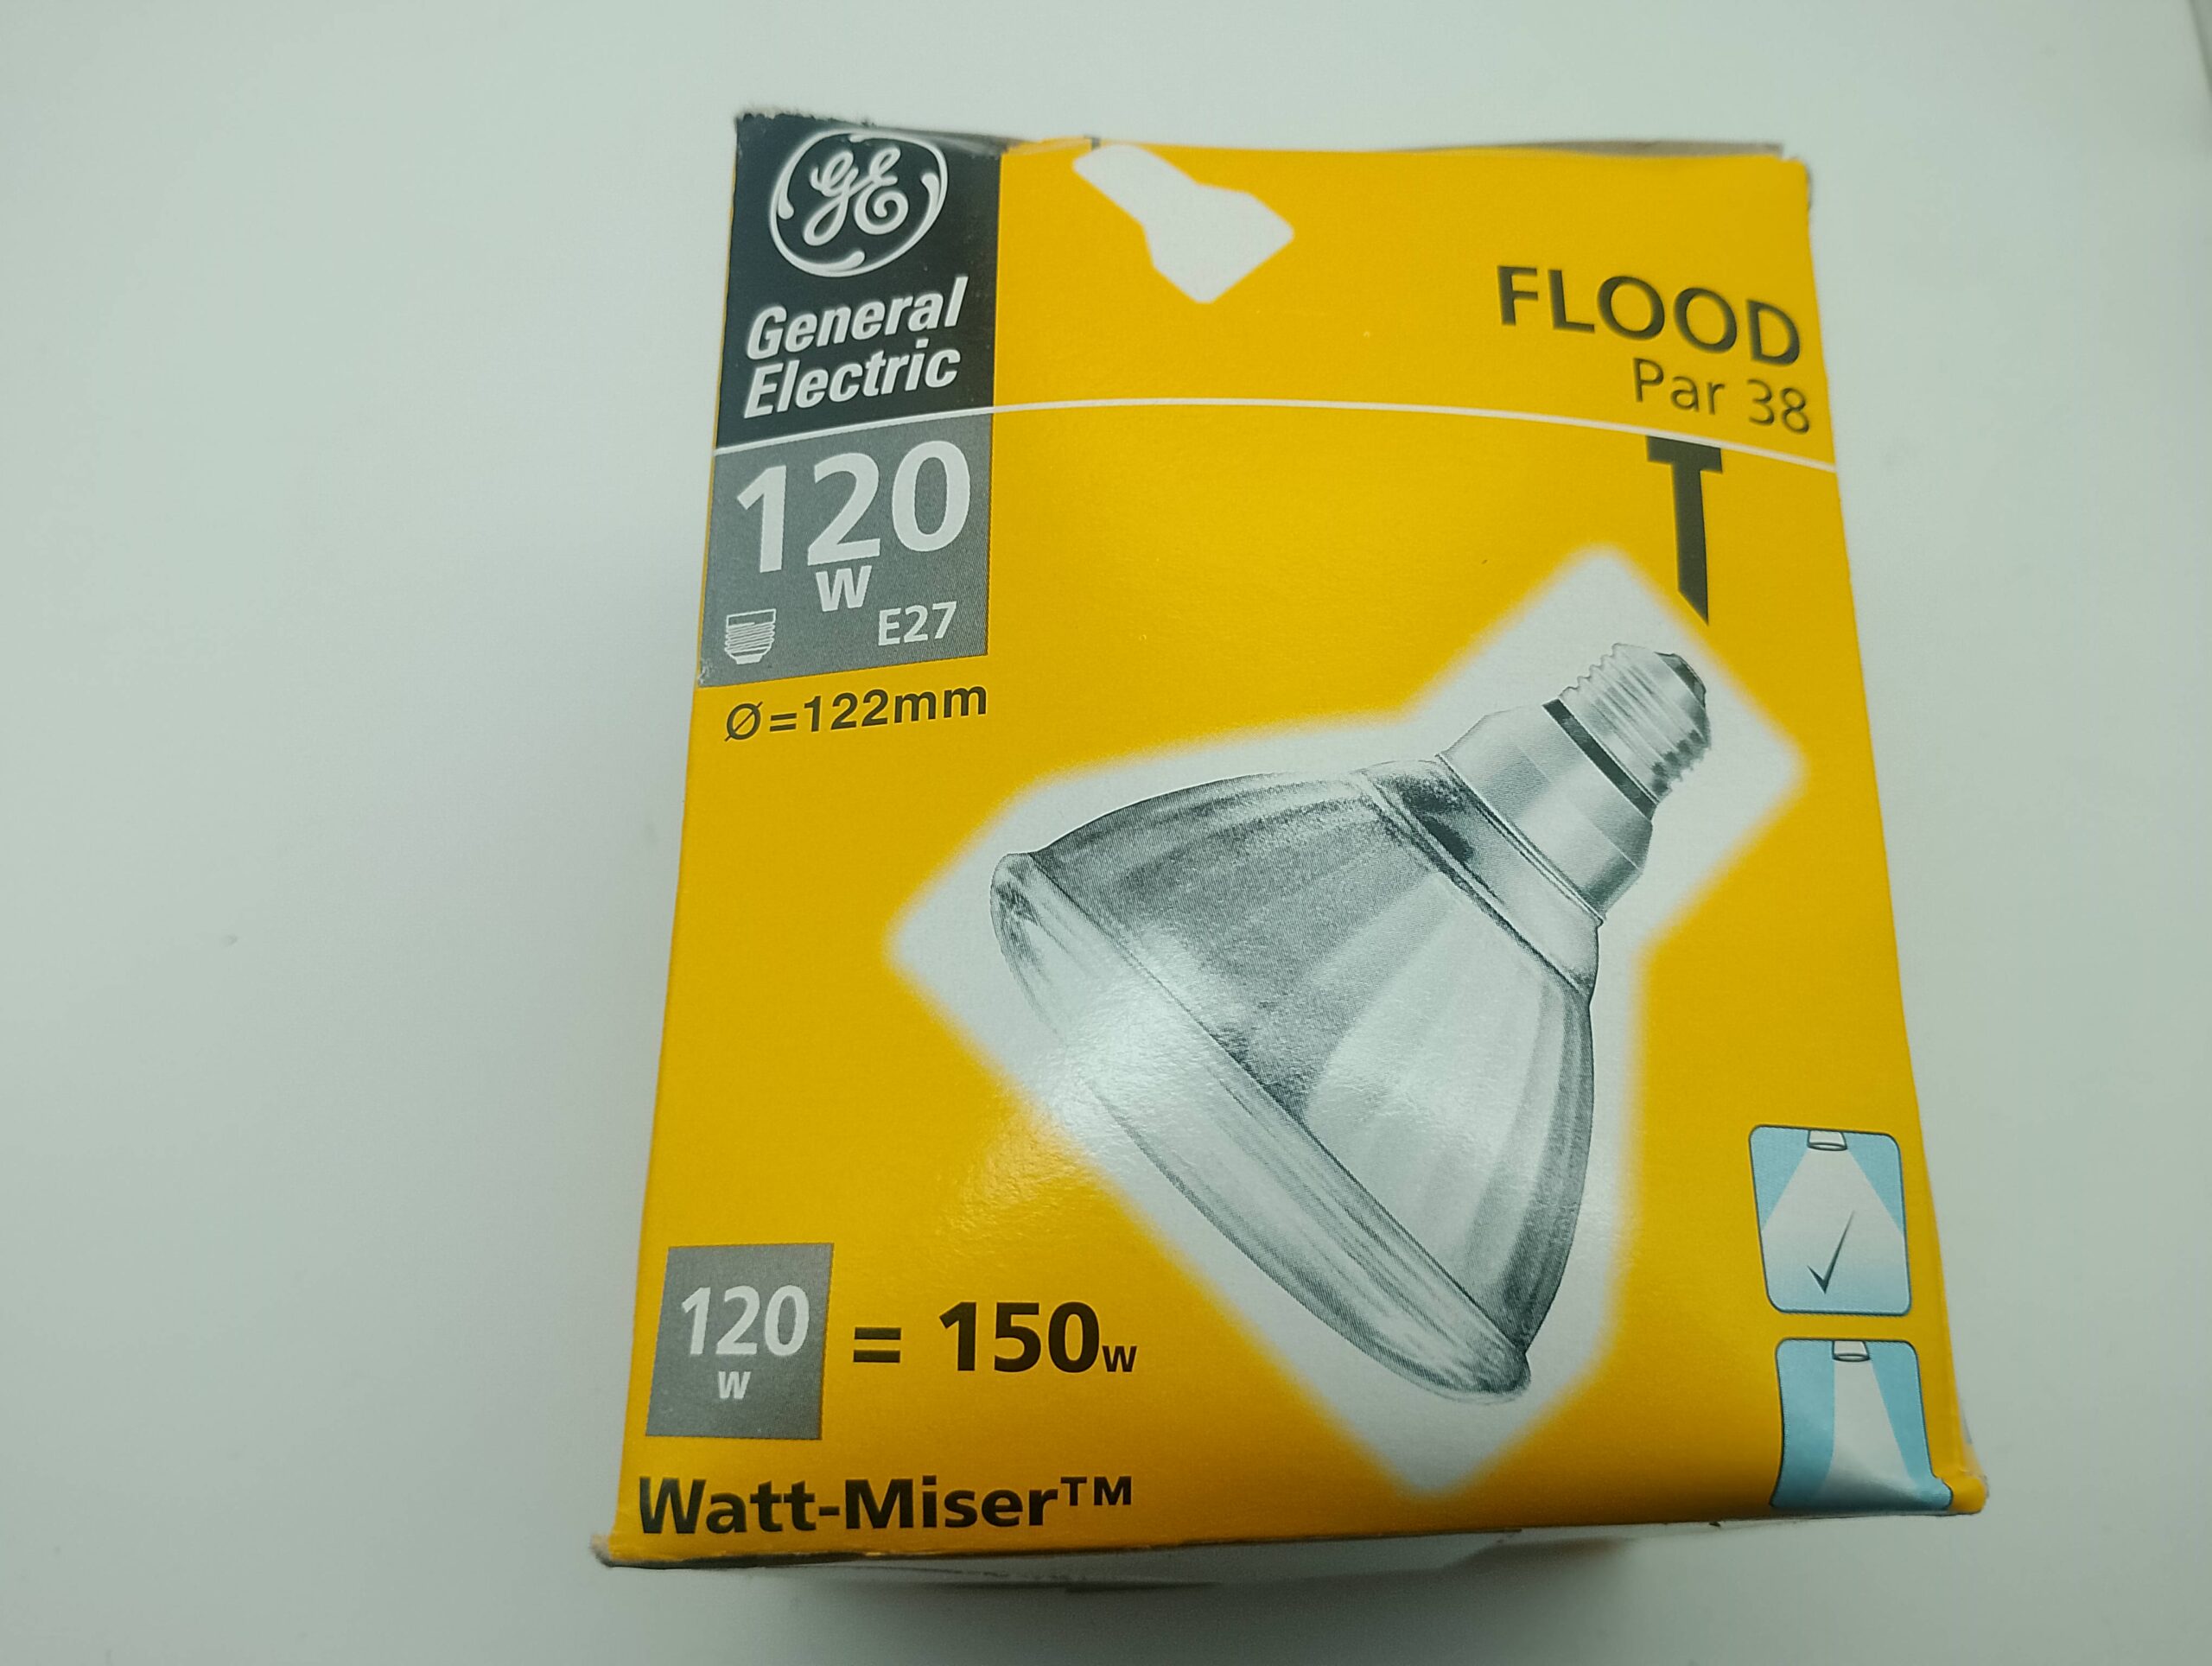 GE
General
Electric
FLOOD
Par 38
120
W
E27
Ø=122mm
120
W
= 150W
Watt-Miser™